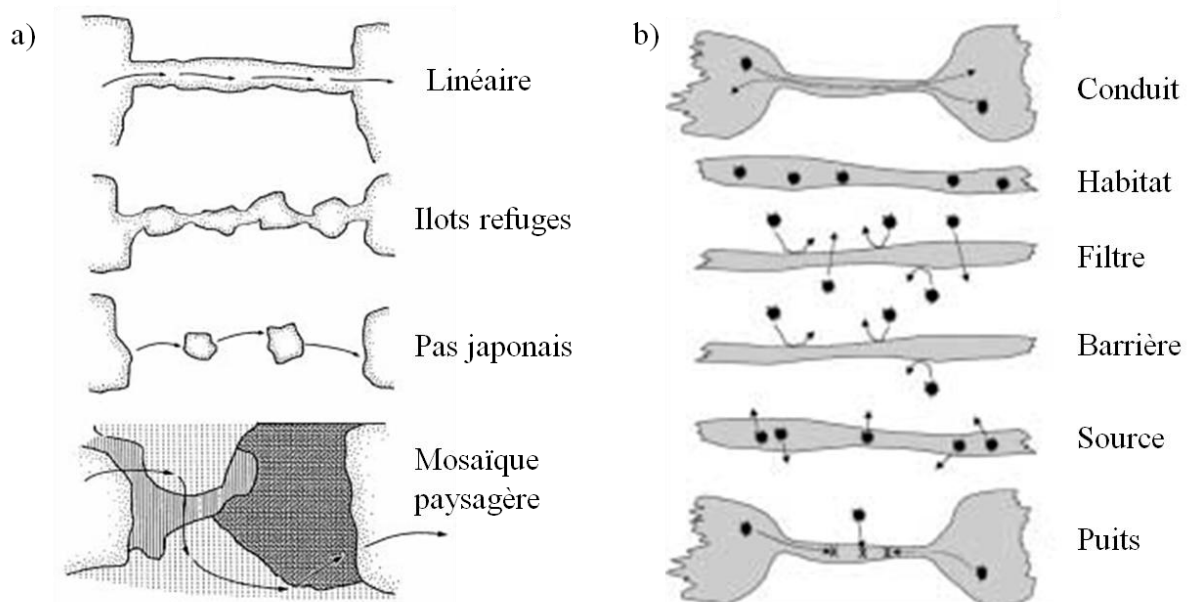 a)
Linéaire
Ilots refuges
Pas japonais
Mosaïque
paysagère
b)
Conduit
Habitat
Filtre
Barrière
Source
Puits